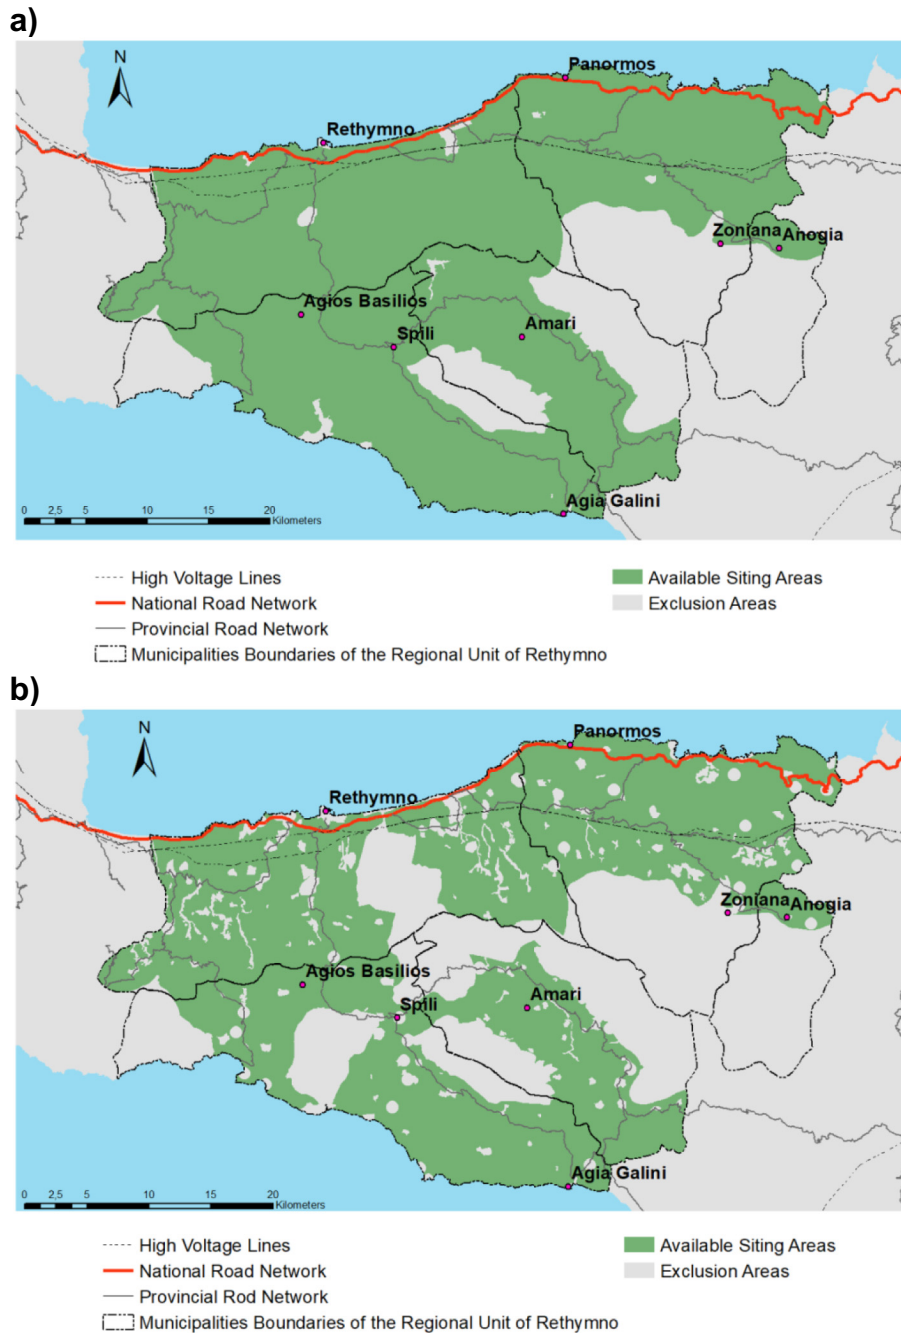 a)
N
Panormos
Rethymno
Zoniana
Anogia
Agios Basilios
Spili
Amari
Agia Galini
0 2,5 5 10 15 20
Kilometers
High Voltage Lines
National Road Network
Provincial Road Network
Municipalities Boundaries of the Regional Unit of Rethymno
Available Siting Areas
Exclusion Areas
b)
N
Panormos
Rethymno
Zoniana
Anogia
Agios Basilios
Spili
Amari
Agia Galini
0 2,5 5 10 15 20
Kilometers
High Voltage Lines
National Road Network
Provincial Rod Network
Municipalities Boundaries of the Regional Unit of Rethymno
Available Siting Areas
Exclusion Areas